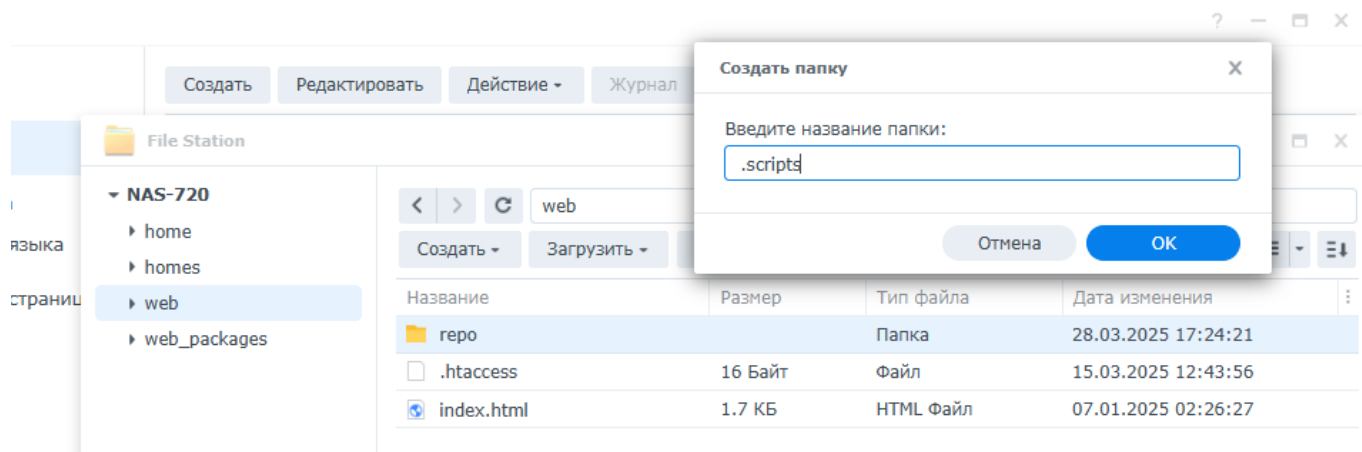 Создать Редактировать Действие Журнал
Создать папку
Введите название папки:
.scripts
Отмена OK
File Station
NAS-720
home
homes
web
web_packages
языка
web
Создать Загрузить
Название Размер Тип файла Дата изменения
repo Папка 28.03.2025 17:24:21
.htaccess 16 Байт Файл 15.03.2025 12:43:56
index.html 1.7 КБ HTML Файл 07.01.2025 02:26:27